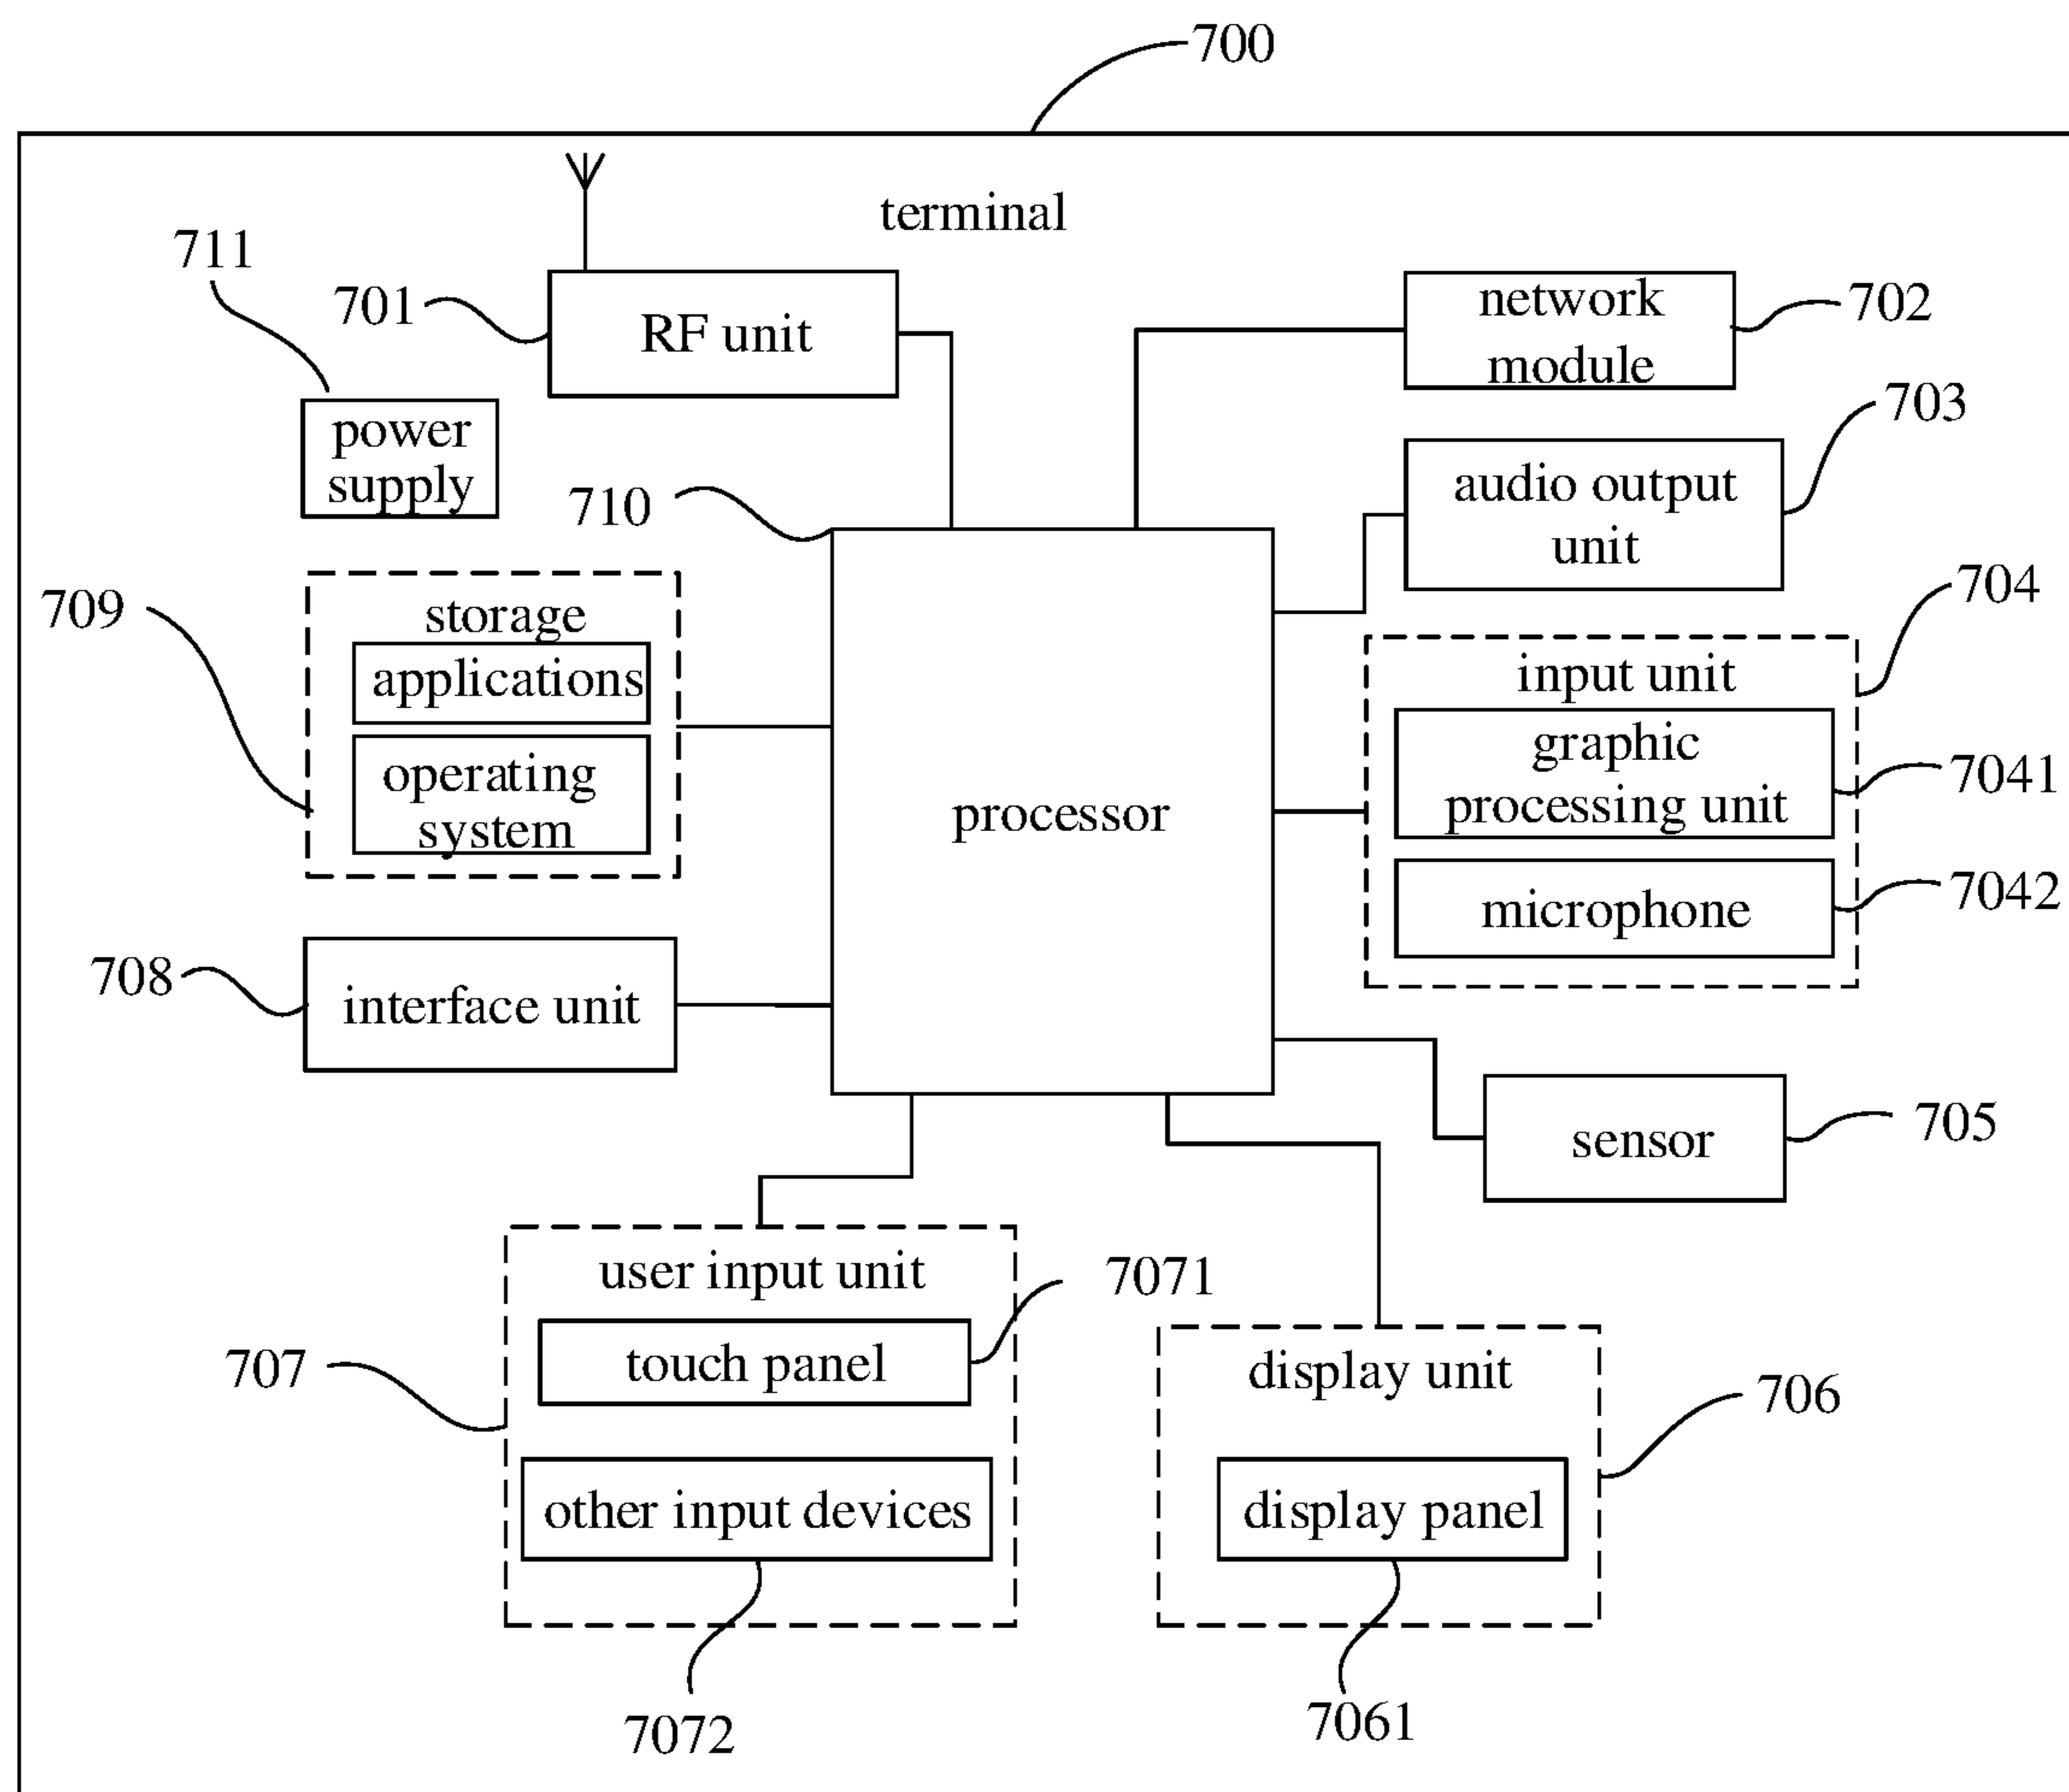 700
terminal
711
701
RF unit
network
module
702
power
supply
703
audio output
unit
710
709
storage
applications
operating
system
processor
704
input unit
graphic
processing unit
7041
microphone
7042
708
interface unit
sensor
705
user input unit
7071
touch panel
707
other input devices
7072
display unit
706
display panel
7061